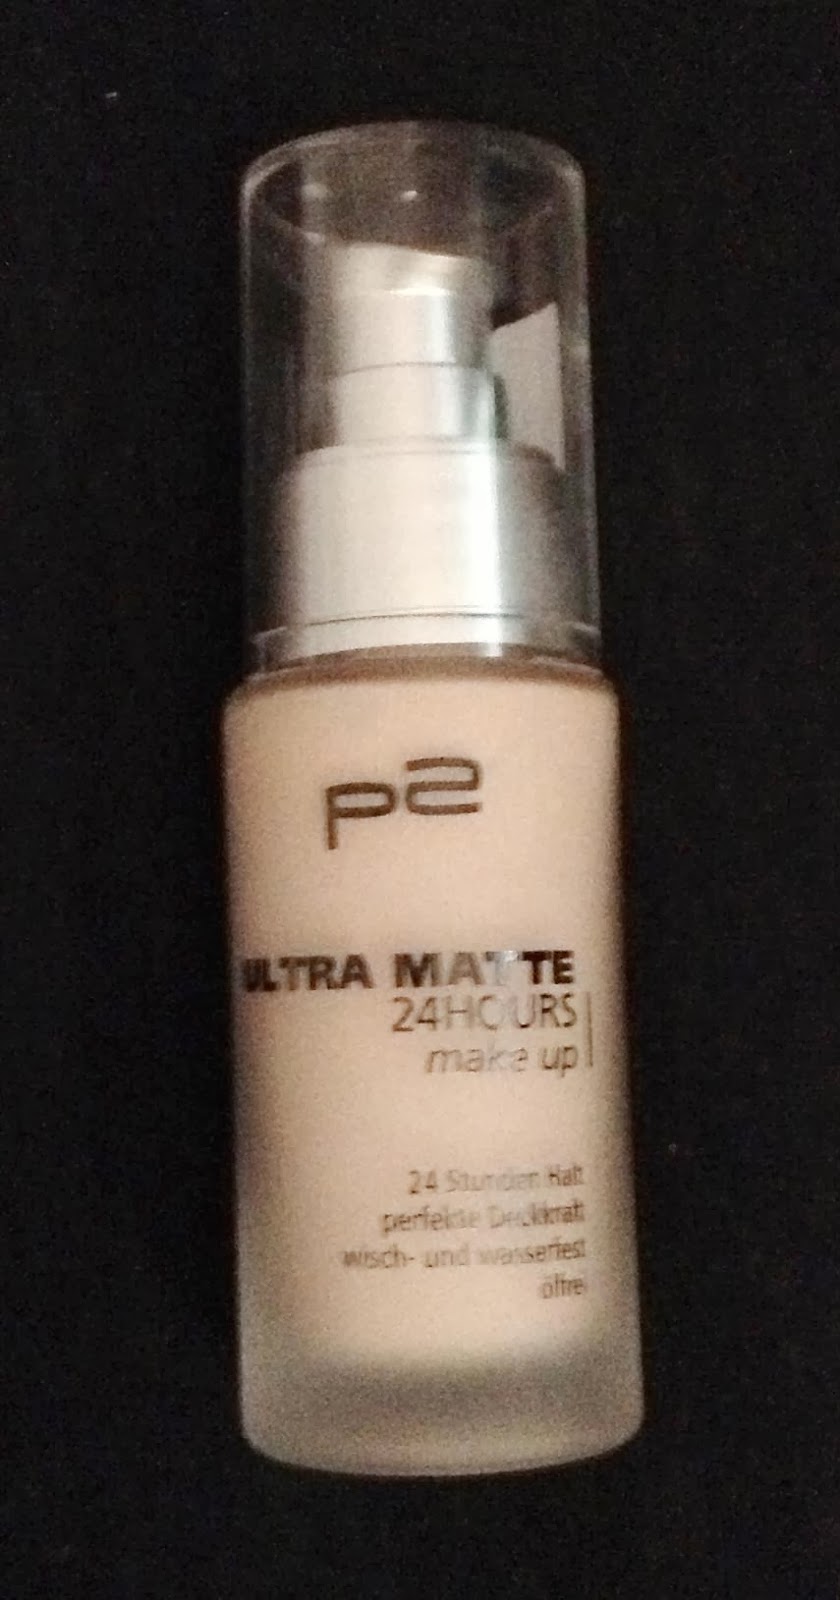 p2
ULTRA MATTE
24HOURS
make up
24 Stunden Halt
perfekte Deckkraft
wisch- und wasserfest
ölfrei